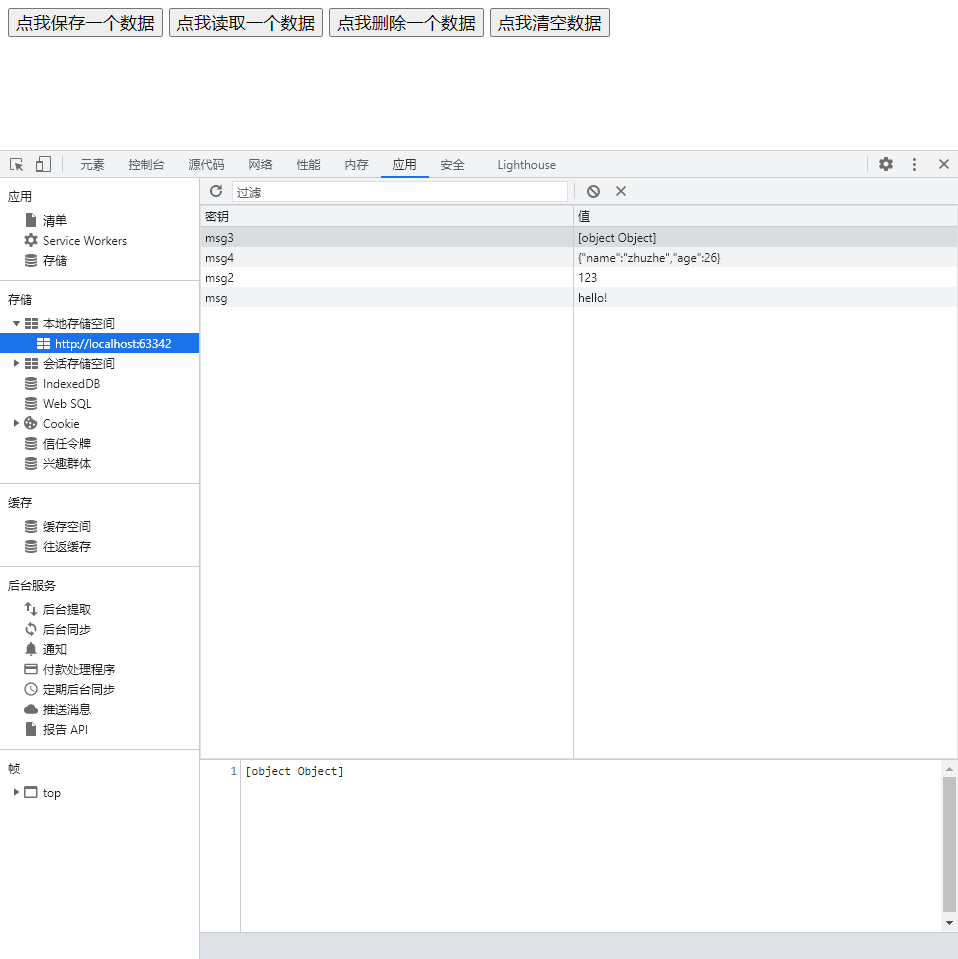 点我保存一个数据 点我读取一个数据 点我删除一个数据 点我清空数据
元素 控制台 源代码 网络 性能 内存 应用 安全 Lighthouse
应用
清单
Service Workers
存储
存储
本地存储空间
http://localhost:63342
会话存储空间
IndexedDB
Web SQL
Cookie
信任令牌
兴趣群体
缓存
缓存空间
往返缓存
后台服务
后台提取
后台同步
通知
付款处理程序
定期后台同步
推送消息
报告 API
帧
top
过滤
密钥 值
msg3 [object Object]
msg4 {"name":"zhuzhe","age":26}
msg2 123
msg hello!
1 [object Object]